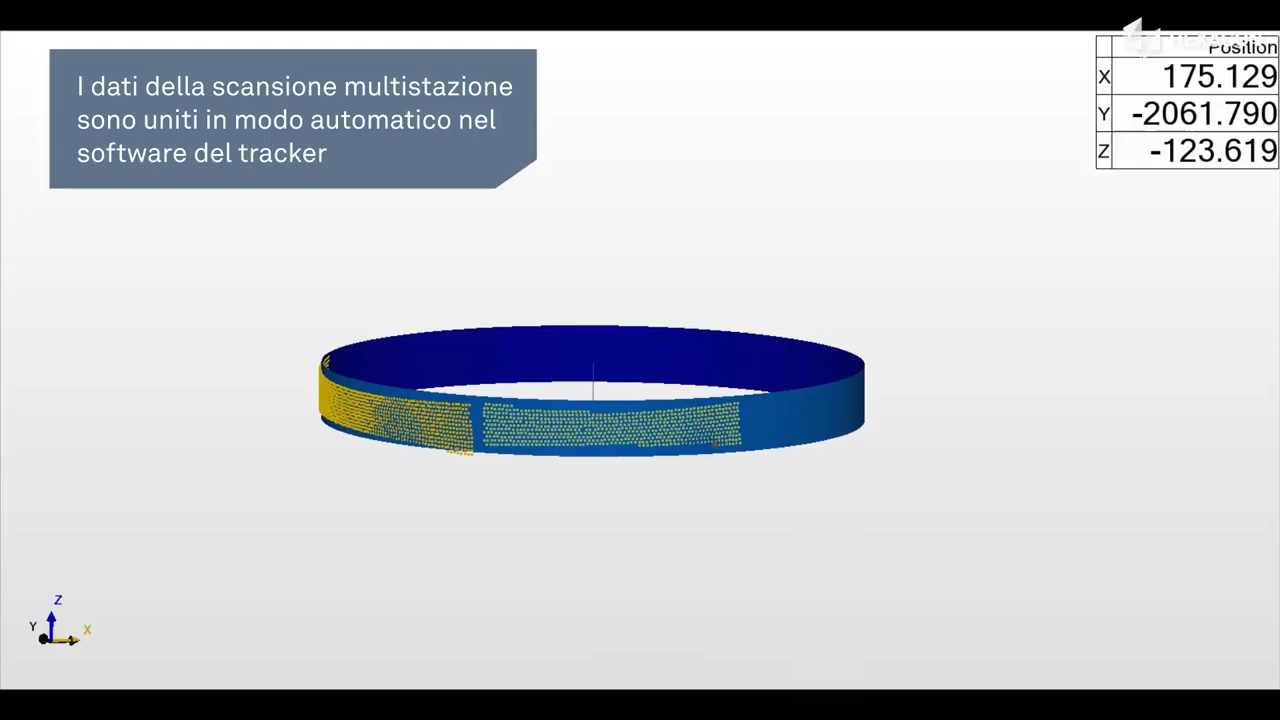 I dati della scansione multistazione
sono uniti in modo automatico nel
software del tracker
HEXAGON
Position
X 175.129
Y -2061.790
Z -123.619
Z
Y
X